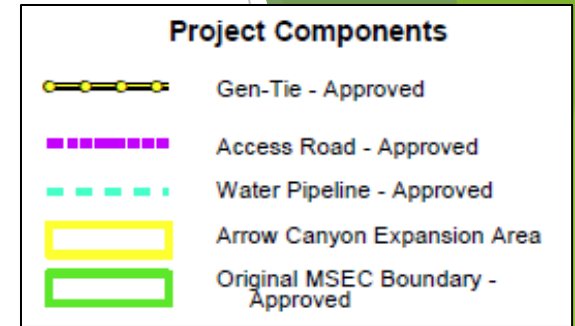 Project Components
Gen-Tie - Approved
Access Road - Approved
Water Pipeline - Approved
Arrow Canyon Expansion Area
Original MSEC Boundary -
Approved